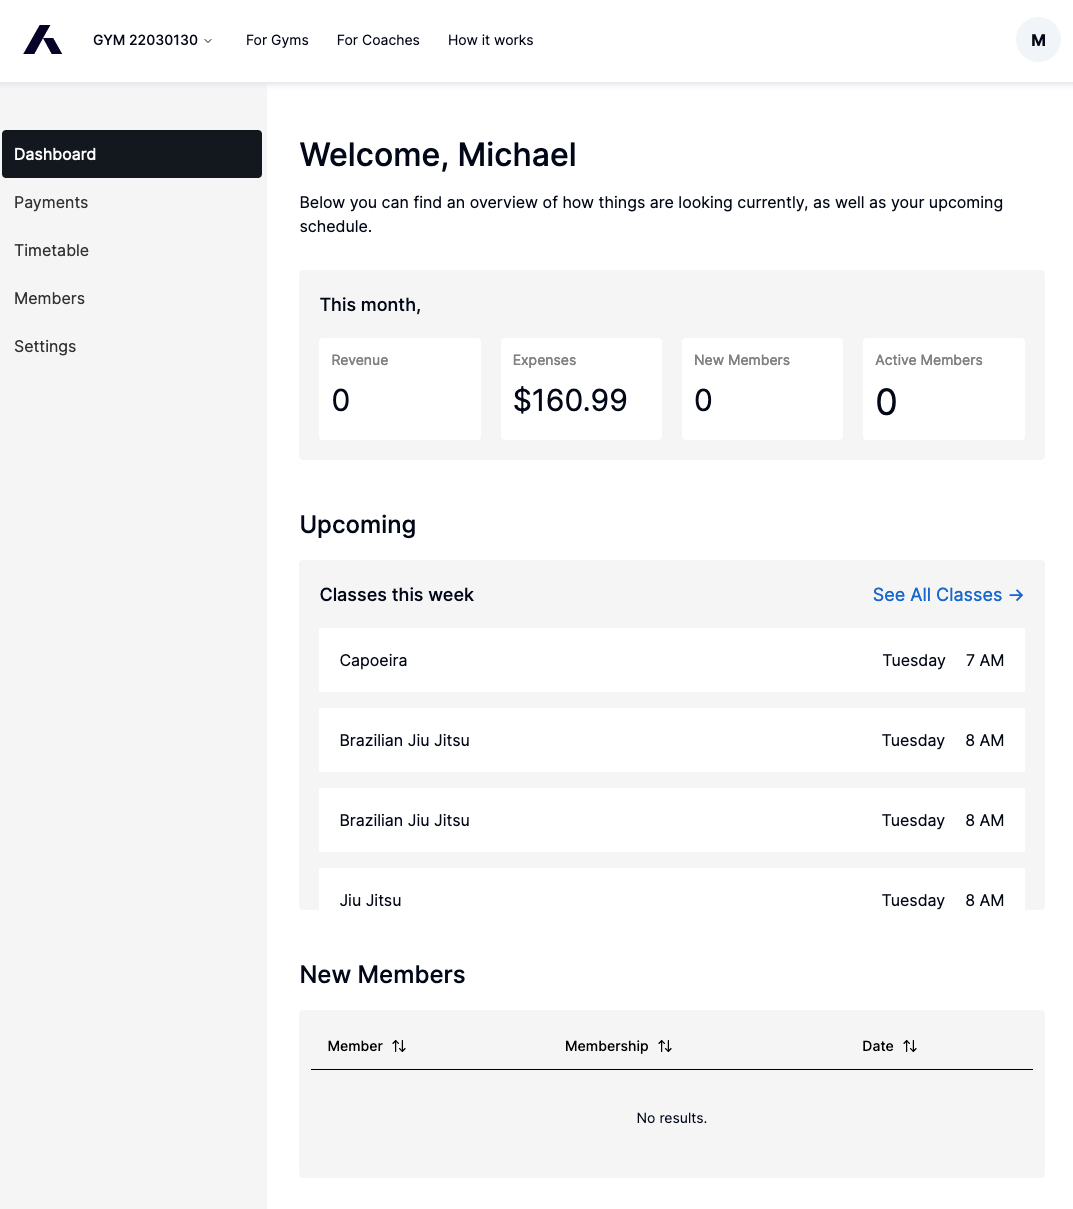 GYM 22030130
For Gyms
For Coaches
How it works
M
Dashboard
Payments
Timetable
Members
Settings
Welcome, Michael
Below you can find an overview of how things are looking currently, as well as your upcoming
schedule.
This month,
Revenue
0
Expenses
$160.99
New Members
0
Active Members
0
Upcoming
Classes this week
See All Classes →
Capoeira Tuesday 7 AM
Brazilian Jiu Jitsu Tuesday 8 AM
Brazilian Jiu Jitsu Tuesday 8 AM
Jiu Jitsu Tuesday 8 AM
New Members
Member Membership Date
No results.